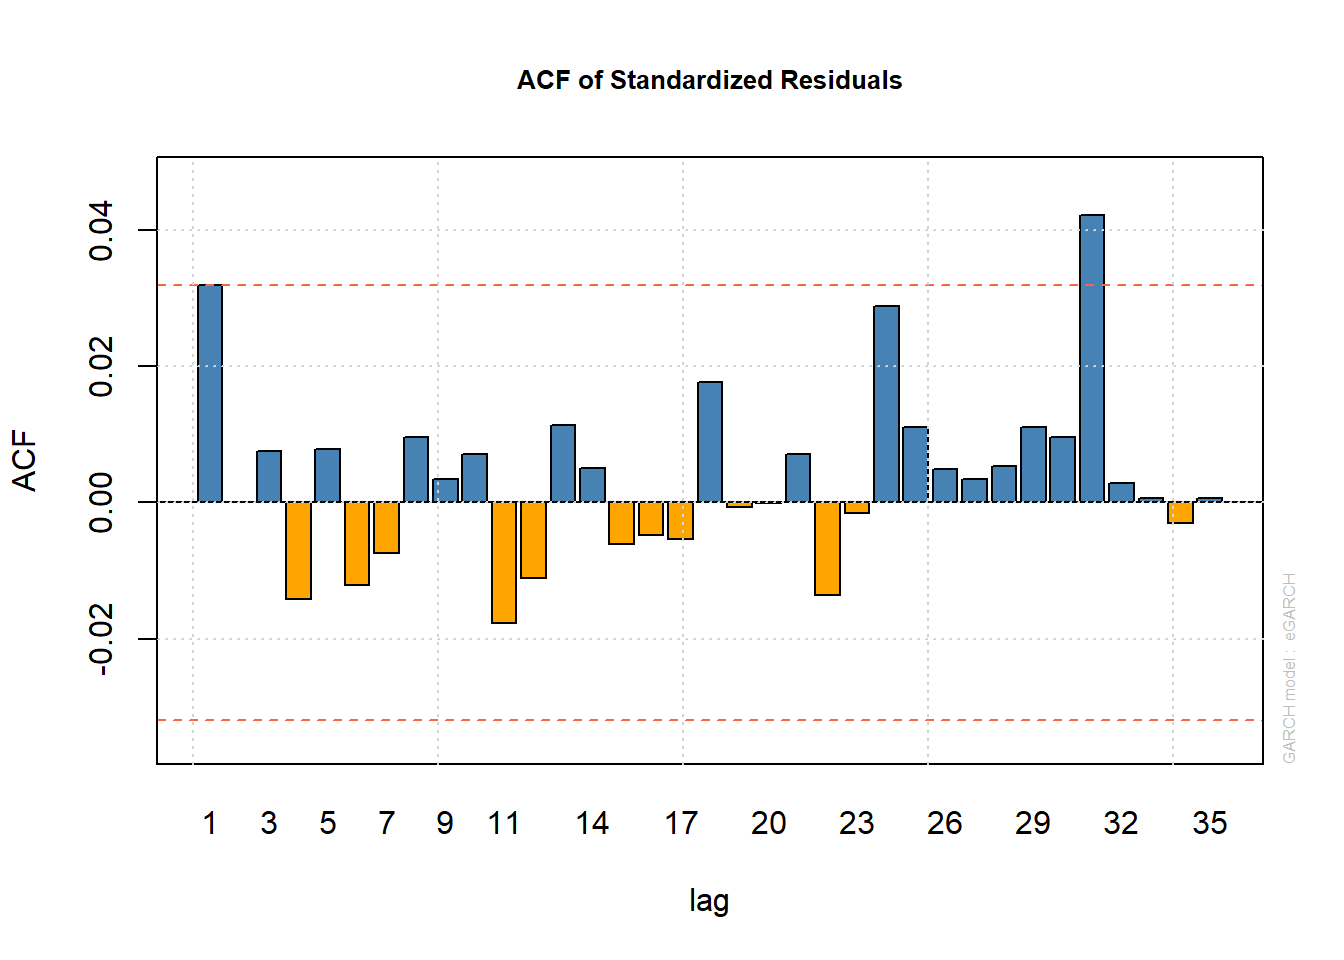 ACF of Standardized Residuals
ACF
0.04
0.02
0.00
-0.02
1 3 5 7 9 11 14 17 20 23 26 29 32 35
lag
GARCH model : eGARCH